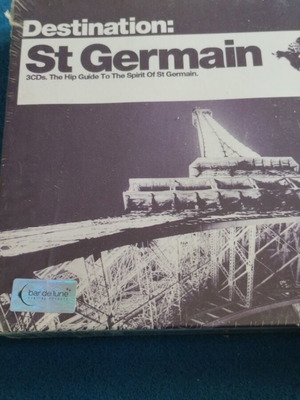 Destination:
St Germain
3CDs. The Hip Guide To The Spirit Of St Germain.
bar de lune